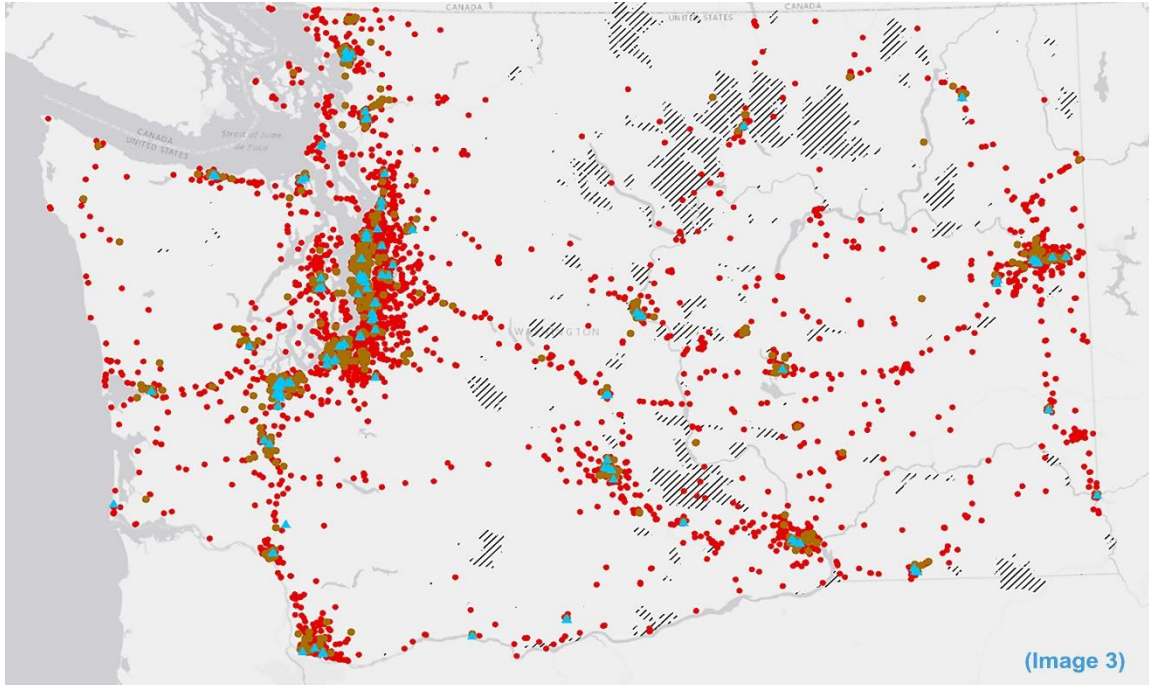 CANADA
UNITED STATES
CANADA
CANADA
UNITED STATES
Strait of Juan
de Fuca
WASHINGTON
(Image 3)